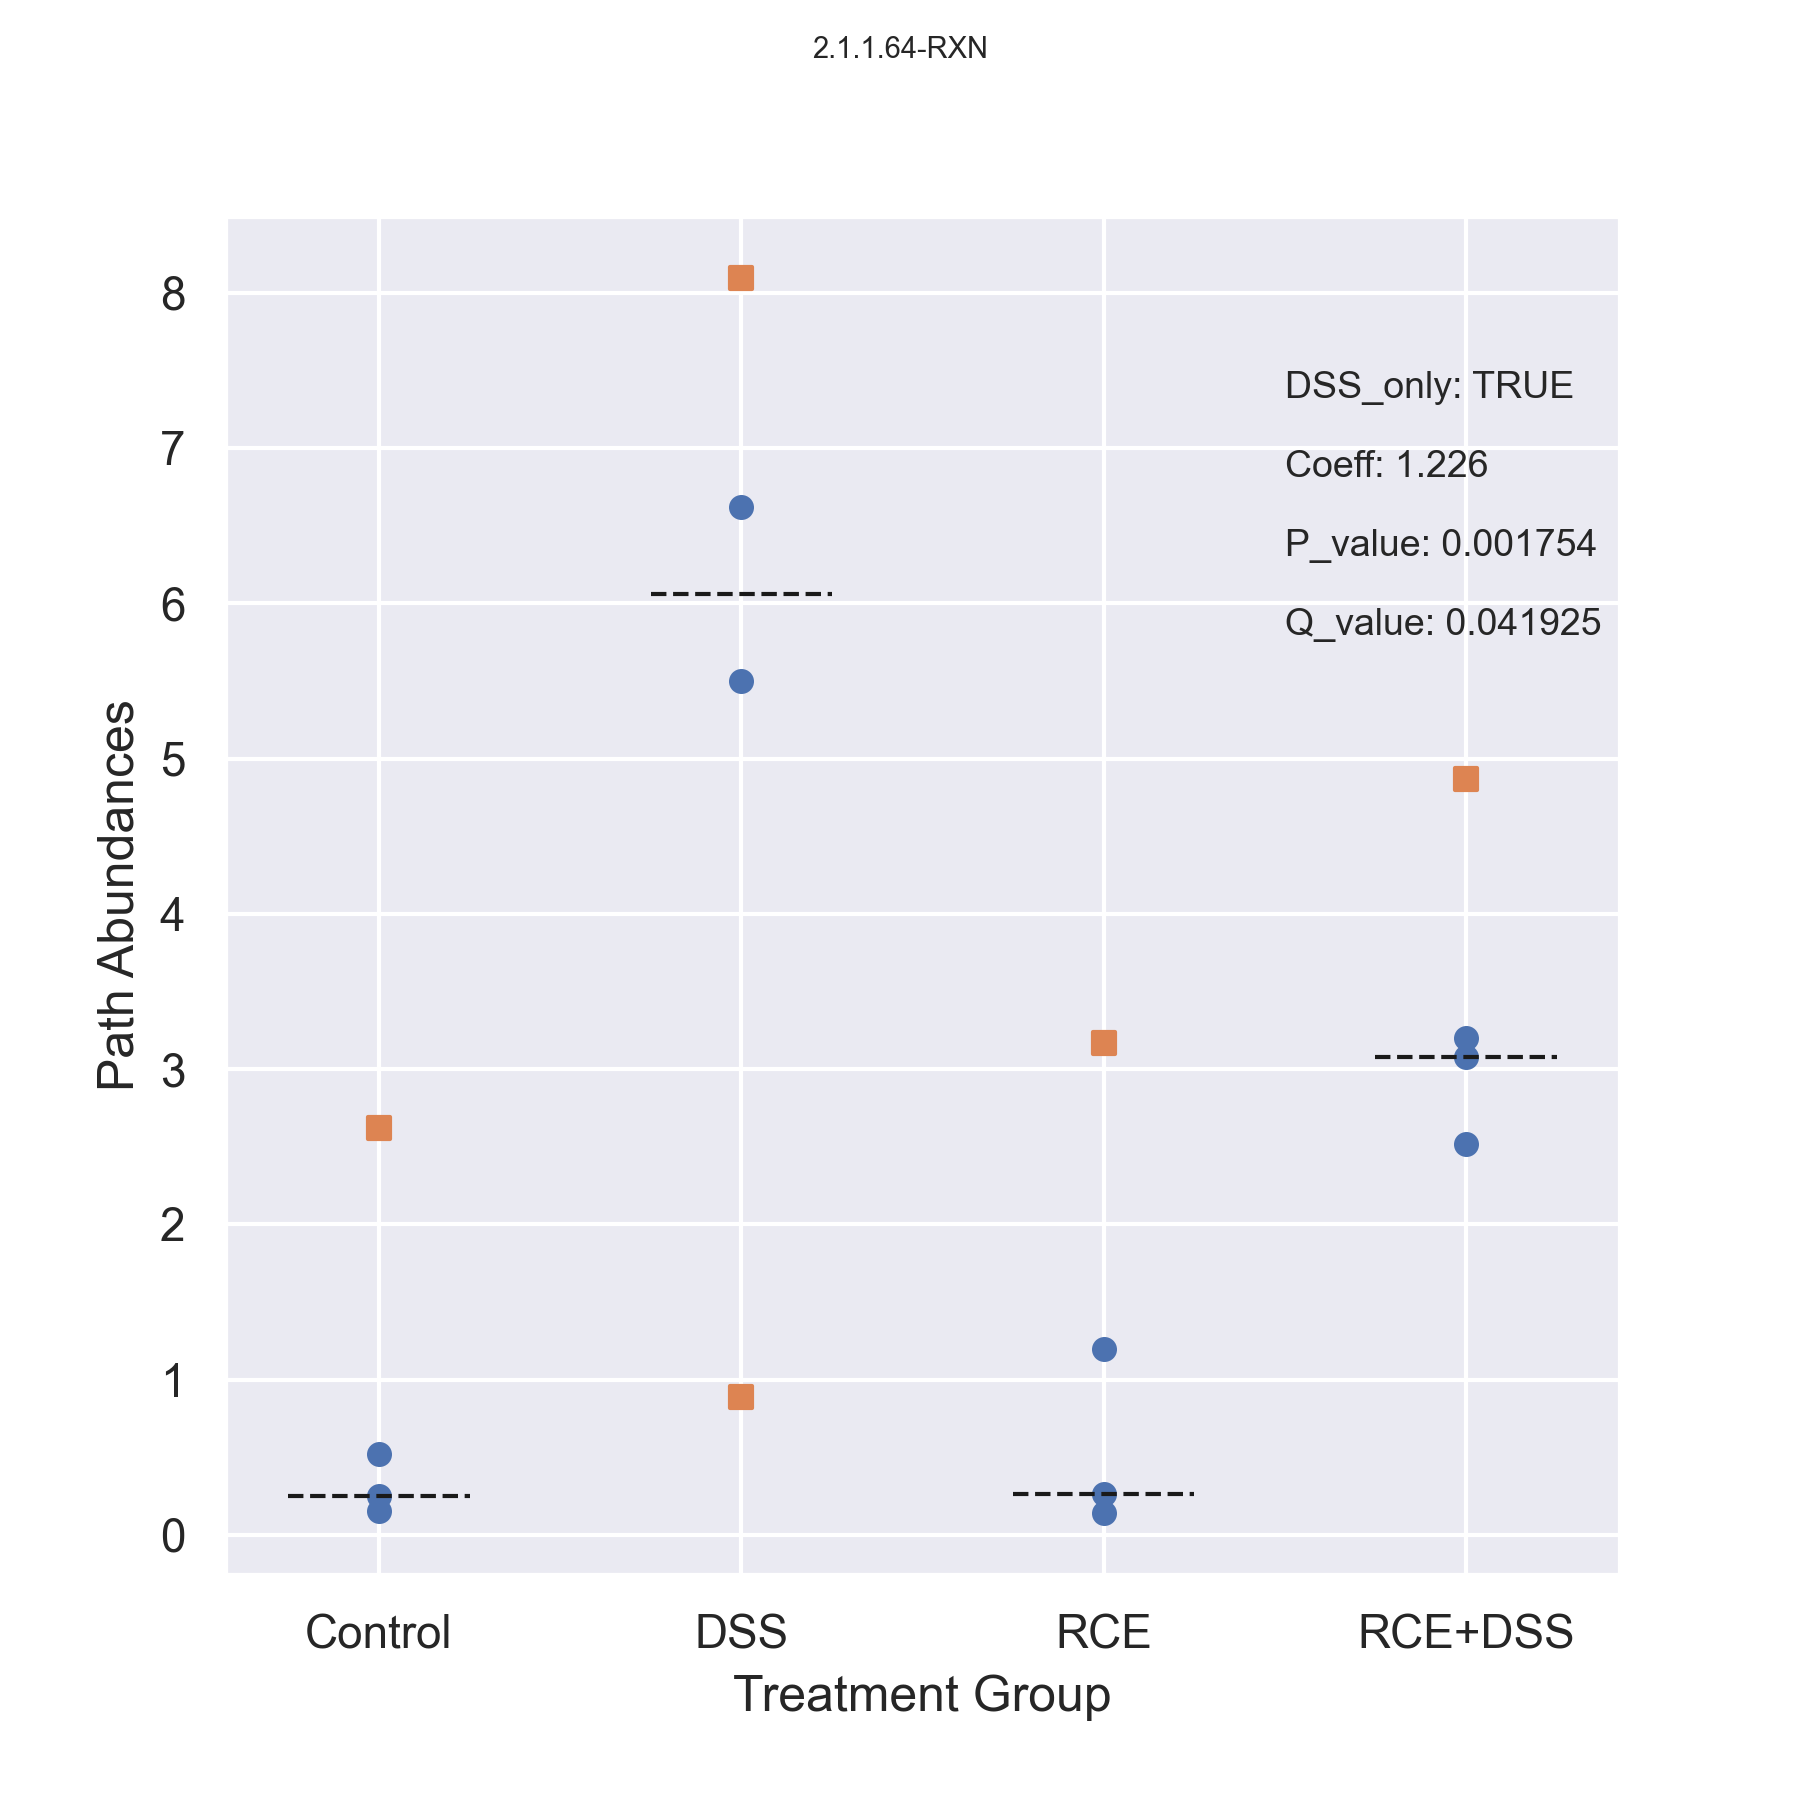 2.1.1.64-RXN
8
7
6
5
4
3
2
1
0
Path Abundances
DSS_only: TRUE
Coeff: 1.226
P_value: 0.001754
Q_value: 0.041925
Control
DSS
RCE
RCE+DSS
Treatment Group